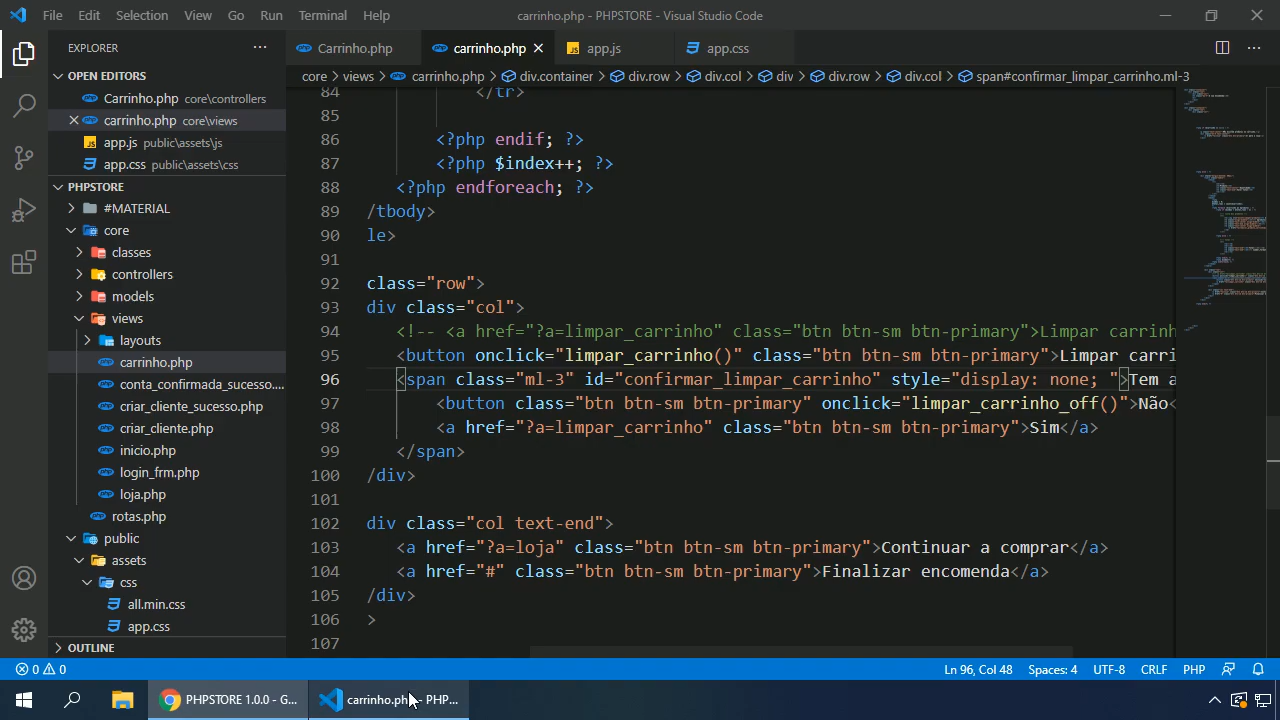 File Edit Selection View Go Run Terminal Help carrinho.php - PHPSTORE - Visual Studio Code
EXPLORER
Carrinho.php carrinho.php app.js app.css
OPEN EDITORS
core views carrinho.php div.container div.row div.col div div.row div.col span#confirmar_limpar_carrinho.ml-3
Carrinho.php core\controllers
carrinho.php core\views
app.js public\assets\js
app.css public\assets\css
PHPSTORE
#MATERIAL
core
classes
controllers
models
views
layoutes
carrinho.php
conta_confirmada_sucesso....
criar_cliente_sucesso.php
criar_cliente.php
inicio.php
login_frm.php
loja.php
rotas.php
public
assets
css
all.min.css
app.css
OUTLINE
84 </tr>
85
86 <?php endif; ?>
87 <?php $index++; ?>
88 <?php endforeach; ?>
89 /tbody>
90 le>
91
92 class="row">
93 div class="col">
94 <!-- <a href="?a=limpar_carrinho" class="btn btn-sm btn-primary">Limpar carrinh
95 <button onclick="limpar_carrinho()" class="btn btn-sm btn-primary">Limpar carri
96 <span class="ml-3" id="confirmar_limpar_carrinho" style="display: none; ">Tem a
97 <button class="btn btn-sm btn-primary" onclick="limpar_carrinho_off()">Não<
98 <a href="?a=limpar_carrinho" class="btn btn-sm btn-primary">Sim</a>
99 </span>
100 /div>
101
102 div class="col text-end">
103 <a href="?a=loja" class="btn btn-sm btn-primary">Continuar a comprar</a>
104 <a href="#" class="btn btn-sm btn-primary">Finalizar encomenda</a>
105 /div>
106 >
107
0 0 Ln 96, Col 48 Spaces: 4 UTF-8 CRLF PHP
PHPSTORE 1.0.0 - G... carrinho.php - PHP...